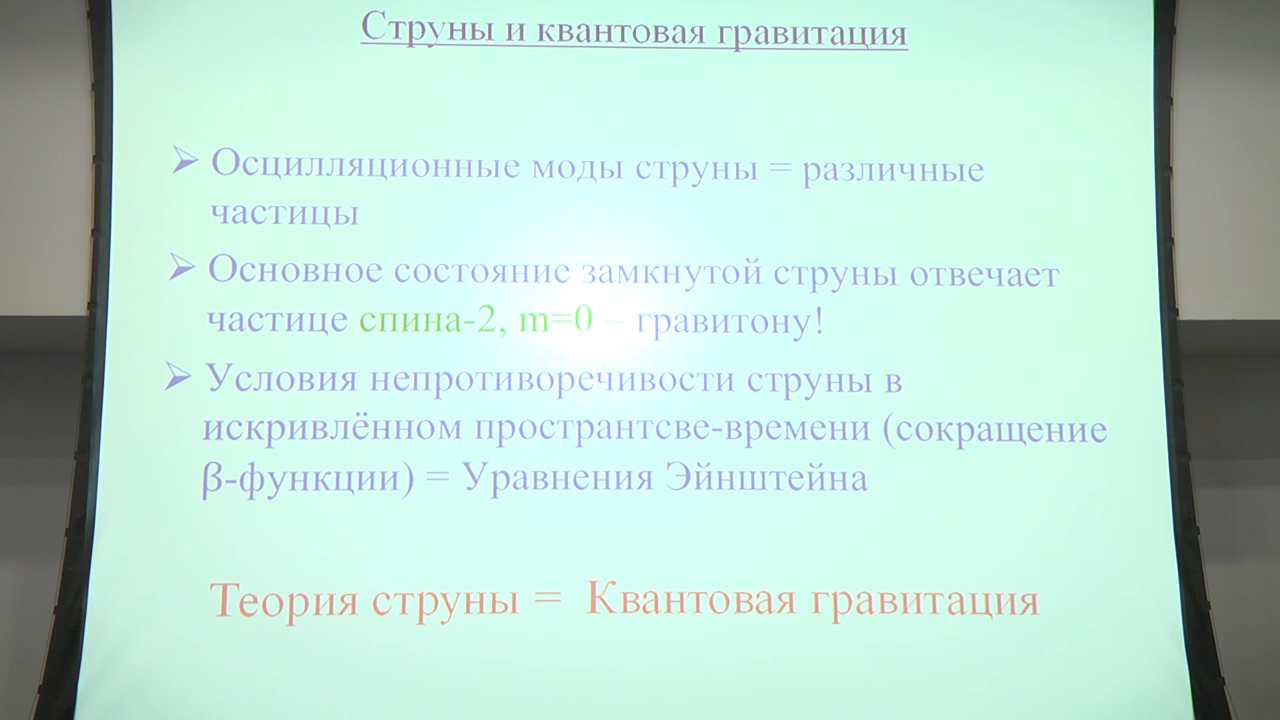 Струны и квантовая гравитация
➢ Осцилляционные моды струны = различные
частицы
➢ Основное состояние замкнутой струны отвечает
частице спина-2, m=0 – гравитону!
➢ Условия непротиворечивости струны в
искривлённом пространтсве-времени (сокращение
β-функции) = Уравнения Эйнштейна
Теория струны = Квантовая гравитация